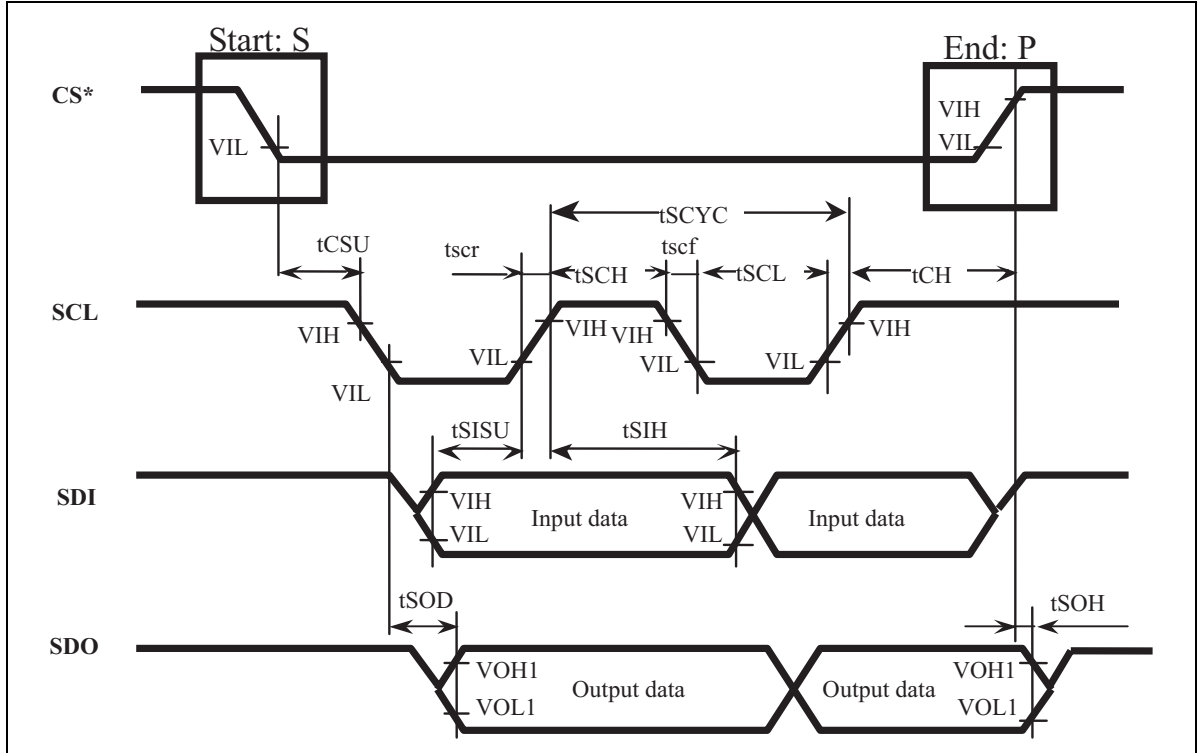 Start: S
End: P
CS*
VIL
VIH
VIL
tSCYC
tCSU
tscr
tSCH
tscf
tSCL
tCH
SCL
VIH
VIL
VIL
VIH
VIH
VIL
VIL
VIH
tSISU
tSIH
SDI
VIH
VIL
Input data
VIH
VIL
Input data
tSOD
tSOH
SDO
VOH1
VOL1
Output data
Output data
VOH1
VOL1